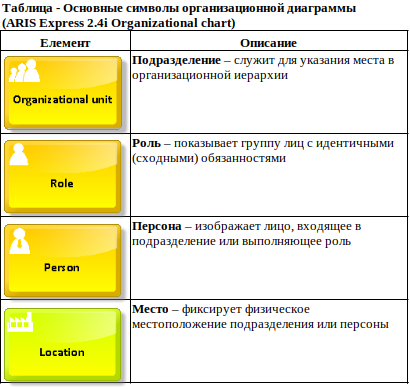 Таблица - Основные символы организационной диаграммы
(ARIS Express 2.4i Organizational chart)
Элемент
Описание
Organizational unit
Подразделение – служит для указания места в
организационной иерархии
Role
Роль – показывает группу лиц с идентичными
(сходными) обязанностями
Person
Персона – изображает лицо, входящее в
подразделение или выполняющее роль
Location
Место – фиксирует физическое
местоположение подразделения или персоны